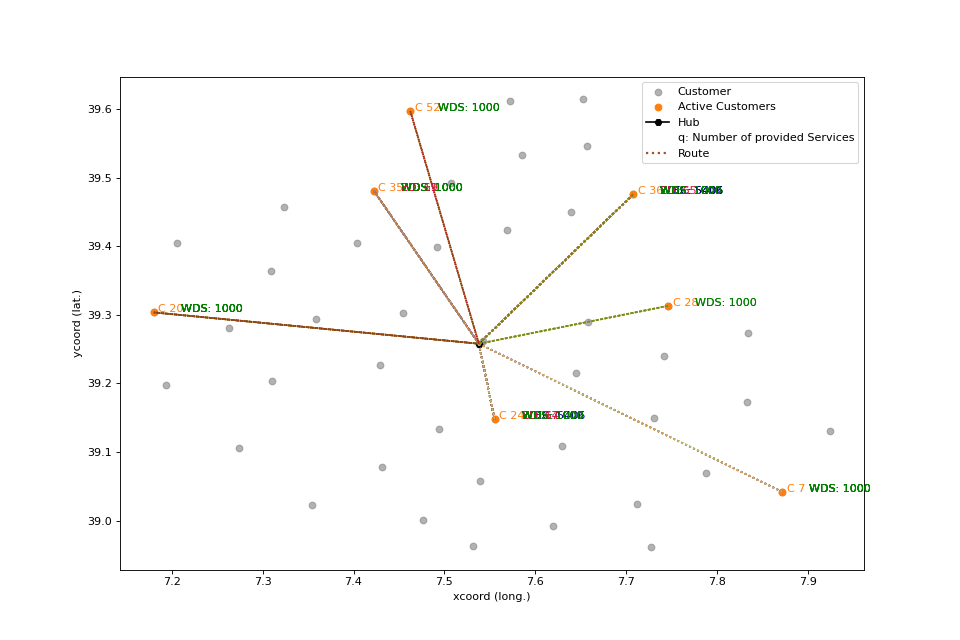 Customer
Active Customers
Hub
q: Number of provided Services
Route
39.6
39.5
39.4
39.3
39.2
39.1
39.0
ycoord (lat.)
7.2
7.3
7.4
7.5
7.6
7.7
7.8
7.9
xcoord (long.)
C 52 WDS: 1000
C 35 WDS: 1000
C 36
C 20 WDS: 1000
C 28 WDS: 1000
C 24
C 7 WDS: 1000